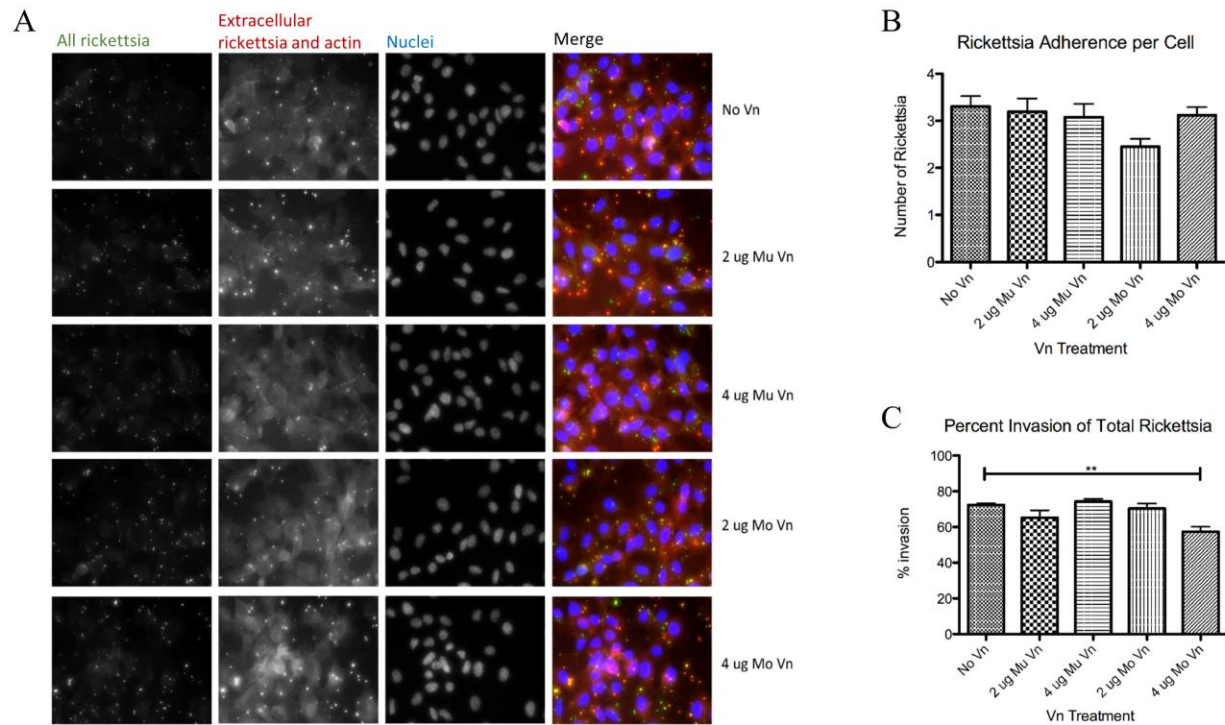 A
All rickettsia
Extracellular
rickettsia and actin
Nuclei
Merge
No Vn
2 ug Mu Vn
4 ug Mu Vn
2 ug Mo Vn
4 ug Mo Vn
B
Rickettsia Adherence per Cell
Number of Rickettsia
4
3
2
1
0
No Vn
2 ug Mu Vn
4 ug Mu Vn
2 ug Mo Vn
4 ug Mo Vn
Vn Treatment
C
Percent Invasion of Total Rickettsia
% invasion
100
80
60
40
20
0
**
No Vn
2 ug Mu Vn
4 ug Mu Vn
2 ug Mo Vn
4 ug Mo Vn
Vn Treatment